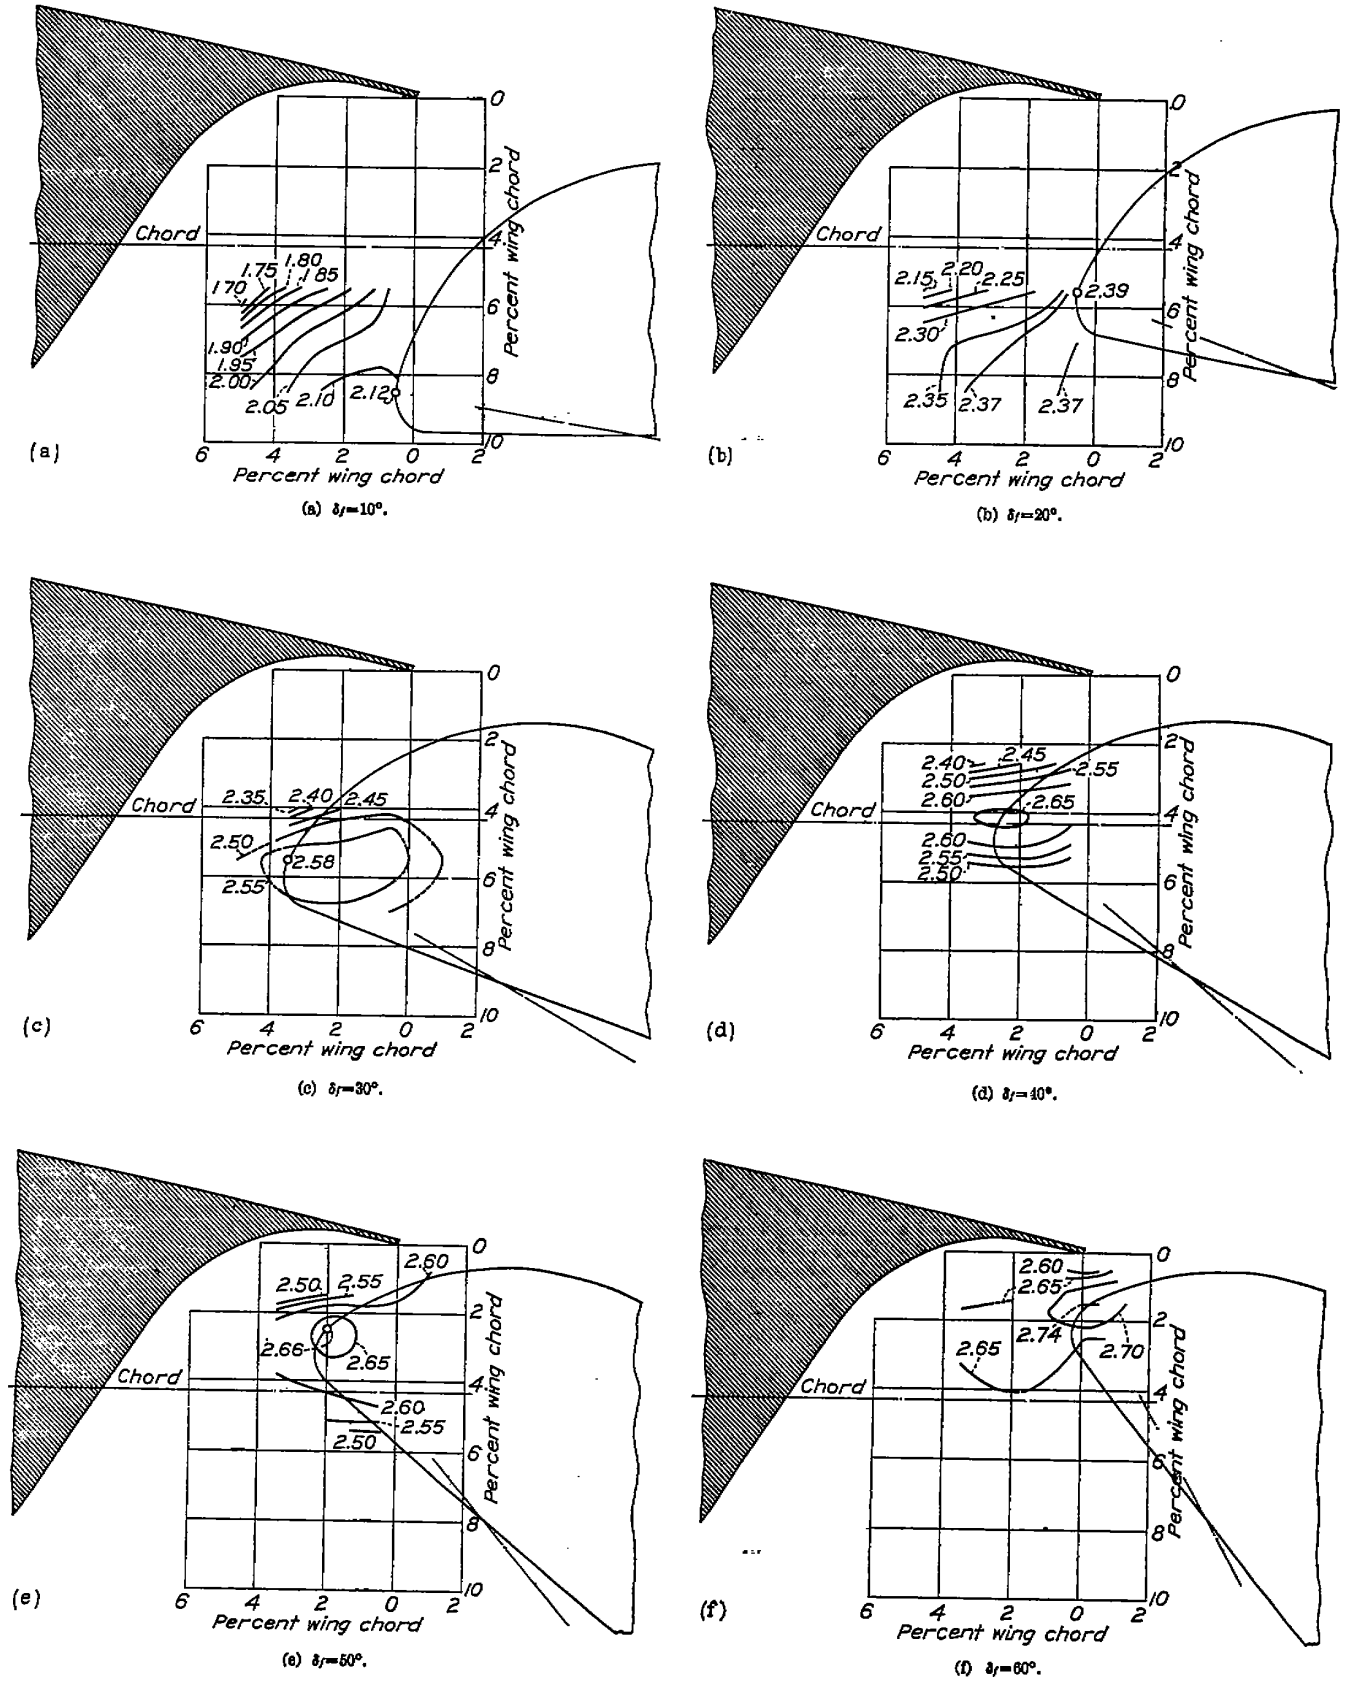 0
2
Percent wing chord
Chord
4
1.80
1.75
1.85
1.70
6
1.90
1.95
2.00
8
2.05
2.10
2.12
(a)
10
6 4 2 0 2
Percent wing chord
(a) δf=10°.
0
2
Percent wing chord
Chord
4
2.20
2.15
2.25
2.39
6
2.30
8
2.35
2.37
2.37
(b)
10
6 4 2 0 2
Percent wing chord
(b) δf=20°.
0
2
Percent wing chord
Chord
2.35
2.40
2.45
4
2.50
2.58
2.55
6
8
(c)
10
6 4 2 0 2
Percent wing chord
(c) δf=30°.
0
2
Percent wing chord
2.40
2.45
2.50
2.55
2.60
2.65
Chord
4
2.60
2.55
2.50
6
8
(d)
10
6 4 2 0 2
Percent wing chord
(d) δf=40°.
0
2.60
2.50
2.55
2
Percent wing chord
2.66
2.65
Chord
4
2.60
2.55
2.50
6
8
(e)
10
6 4 2 0 2
Percent wing chord
(e) δf=50°.
0
2.60
2.65
2
2.74
2.65
2.70
Percent wing chord
Chord
4
6
8
(f)
10
6 4 2 0 2
Percent wing chord
(f) δf=60°.